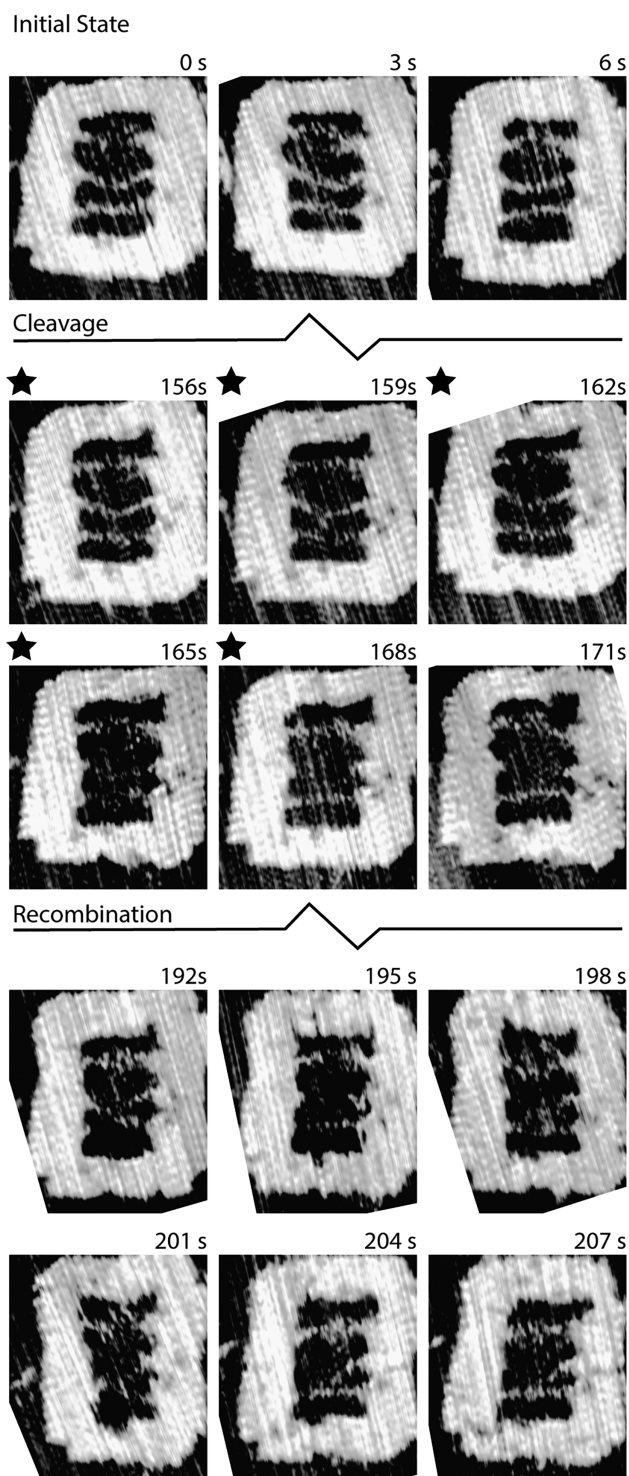 Initial State
0 s 3 s 6 s
Cleavage
156s 159s 162s
165s 168s 171s
Recombination
192s 195 s 198 s
201 s 204 s 207 s